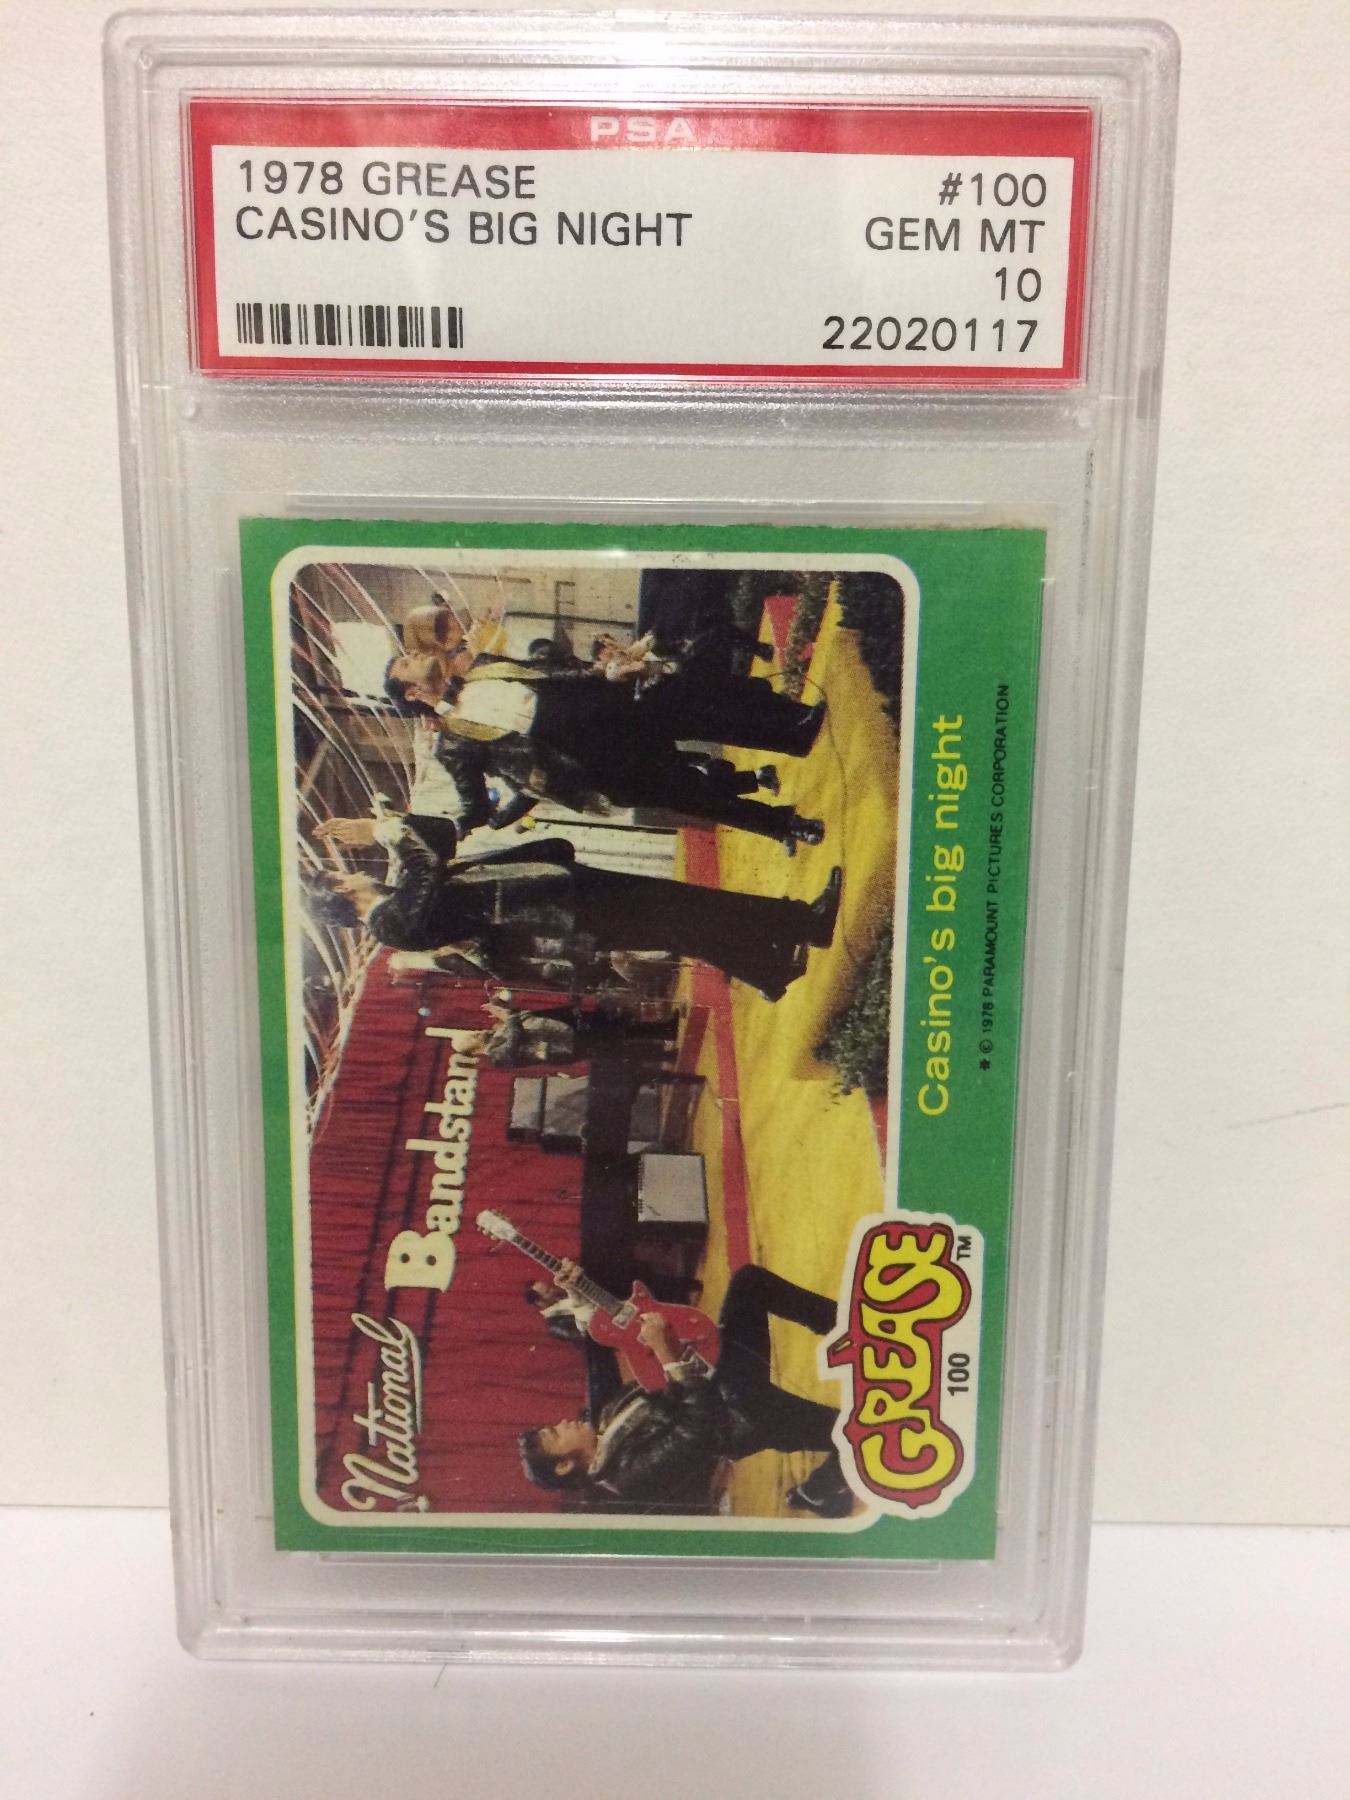 PSA
1978 GREASE #100
CASINO'S BIG NIGHT GEM MT
10
22020117
National
Bandstand
Casino's big night
* © 1978 PARAMOUNT PICTURES CORPORATION
GREASE TM
100